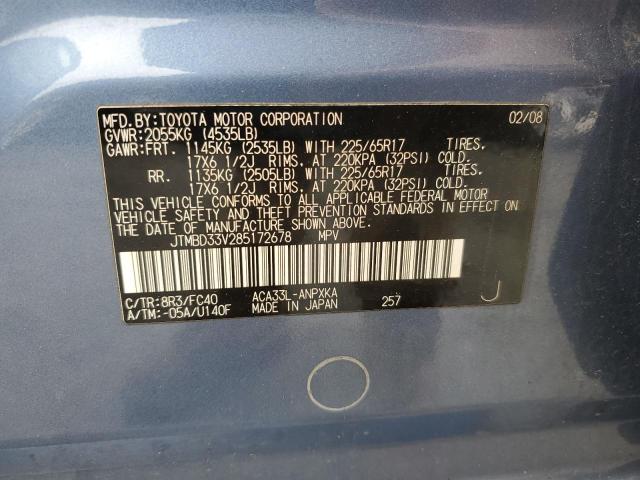 MFD.BY:TOYOTA MOTOR CORPORATION 02/08
GVWR:2055KG (4535LB)
GAWR:FRT. 1145KG (2535LB) WITH 225/65R17 TIRES.
17X6 1/2J RIMS. AT 220KPA (32PSI) COLD.
RR. 1135KG (2505LB) WITH 225/65R17 TIRES.
17X6 1/2J RIMS. AT 220KPA (32PSI) COLD.
THIS VEHICLE CONFORMS TO ALL APPLICABLE FEDERAL MOTOR
VEHICLE SAFETY AND THEFT PREVENTION STANDARDS IN EFFECT ON
THE DATE OF MANUFACTURE SHOWN ABOVE.
JTMBD33V285172678 MPV
C/TR:8R3/FC40 ACA33L-ANPXKA
A/TM:-05A/U140F MADE IN JAPAN 257 J